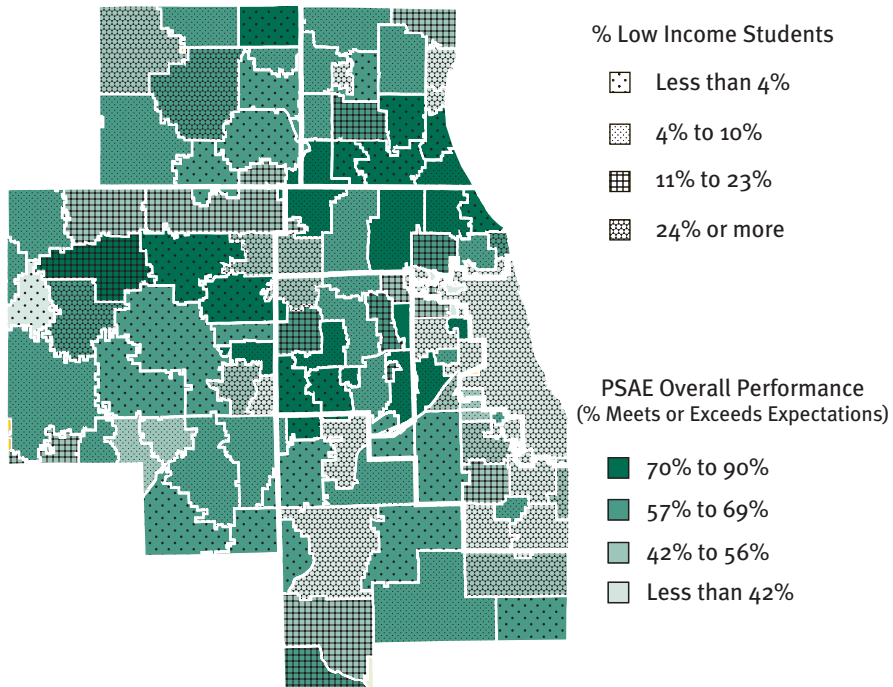 % Low Income Students
Less than 4%
4% to 10%
11% to 23%
24% or more
PSAE Overall Performance
(% Meets or Exceeds Expectations)
70% to 90%
57% to 69%
42% to 56%
Less than 42%